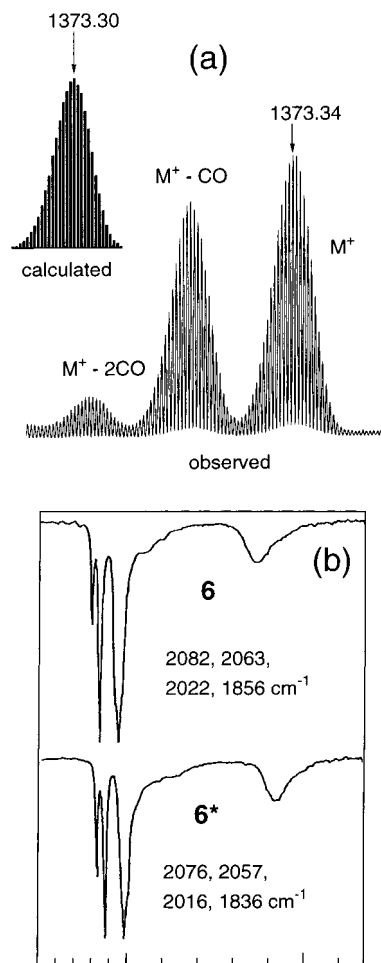 1373.30
(a)
1373.34
M⁺ - CO
M⁺
calculated
M⁺ - 2CO
observed
(b)
6
2082, 2063,
2022, 1856 cm⁻¹
6*
2076, 2057,
2016, 1836 cm⁻¹